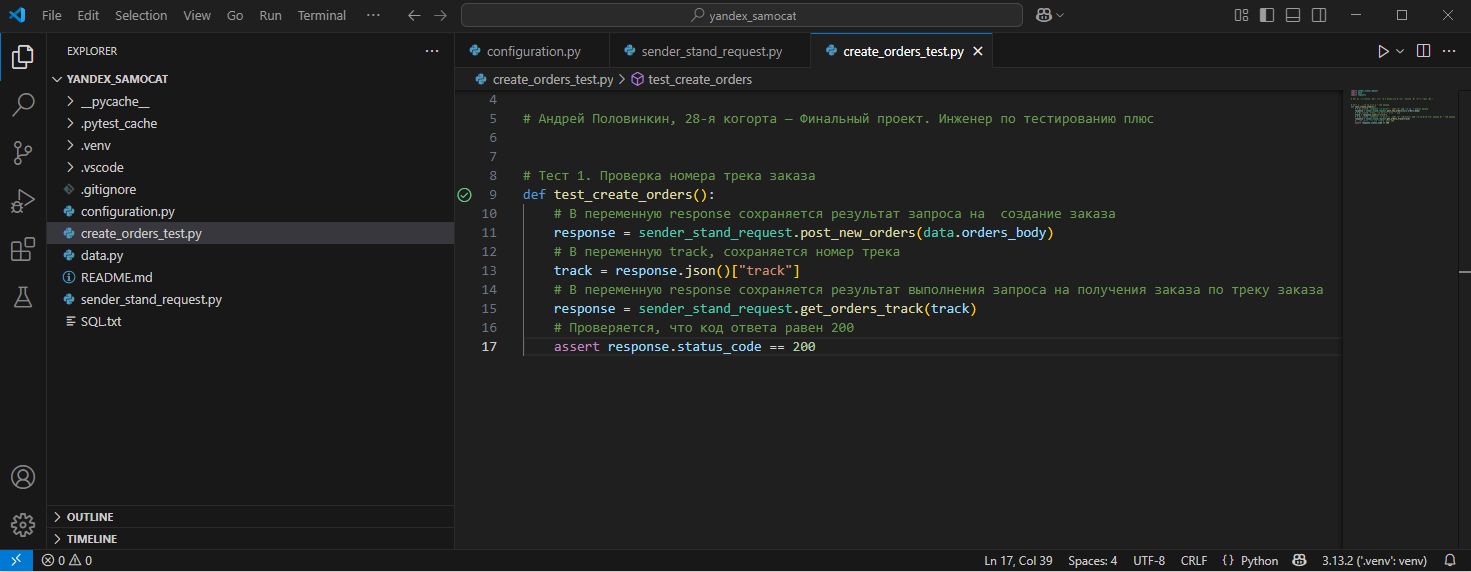 File Edit Selection View Go Run Terminal ··· yandex_samocat
EXPLORER ···
YANDEX_SAMOCAT
__pycache__
.pytest_cache
.venv
.vscode
.gitignore
configuration.py
create_orders_test.py
data.py
README.md
sender_stand_request.py
SQL.txt
OUTLINE
TIMELINE
configuration.py sender_stand_request.py create_orders_test.py
create_orders_test.py > test_create_orders
4
5 # Андрей Половинкин, 28-я когорта — Финальный проект. Инженер по тестированию плюс
6
7
8 # Тест 1. Проверка номера трека заказа
9 def test_create_orders():
10 # В переменную response сохраняется результат запроса на  создание заказа
11 response = sender_stand_request.post_new_orders(data.orders_body)
12 # В переменную track, сохраняется номер трека
13 track = response.json()["track"]
14 # В переменную response сохраняется результат выполнения запроса на получения заказа по треку заказа
15 response = sender_stand_request.get_orders_track(track)
16 # Проверяется, что код ответа равен 200
17 assert response.status_code == 200
0 0 Ln 17, Col 39 Spaces: 4 UTF-8 CRLF {} Python 3.13.2 ('.venv': venv)